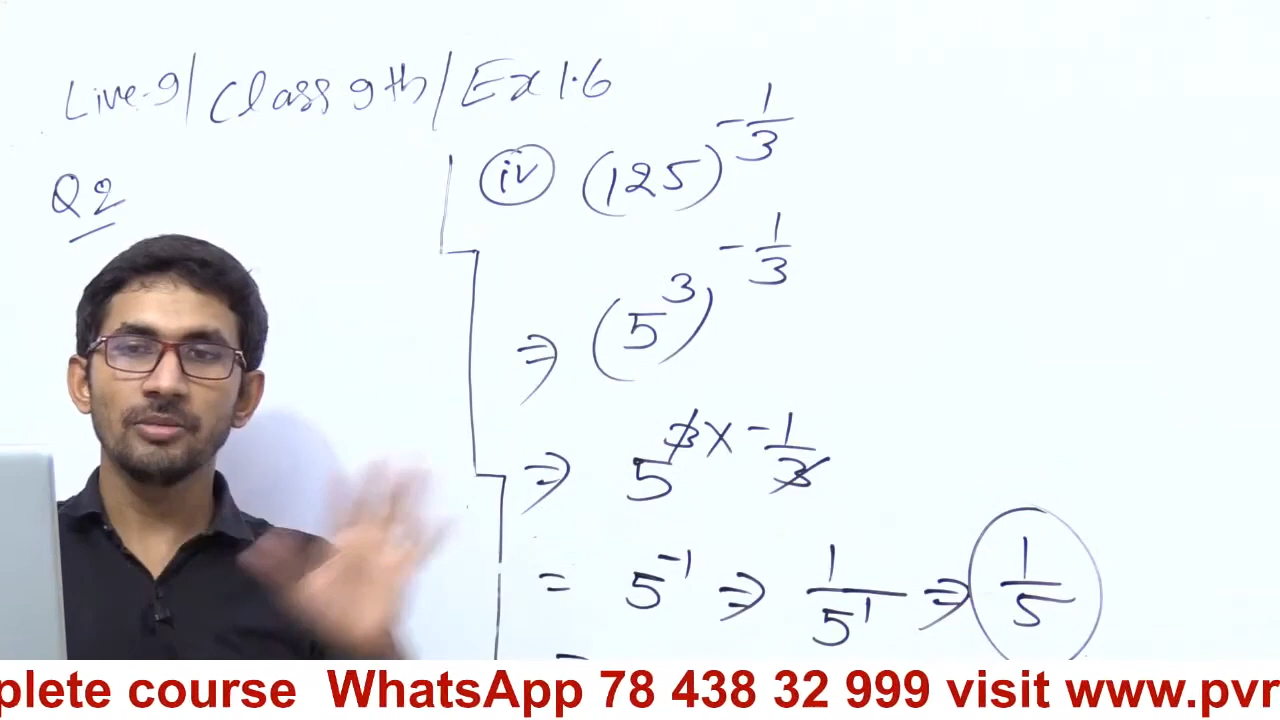 Live-9/Class 9th/Ex 1.6
Q2
(iv) (125)^{-1/3}
⇒ (5^3)^{-1/3}
⇒ 5^{3 × -1/3}
= 5^{-1} ⇒ 1/5^1 ⇒ 1/5
=
plete course WhatsApp 78 438 32 999 visit www.pvr